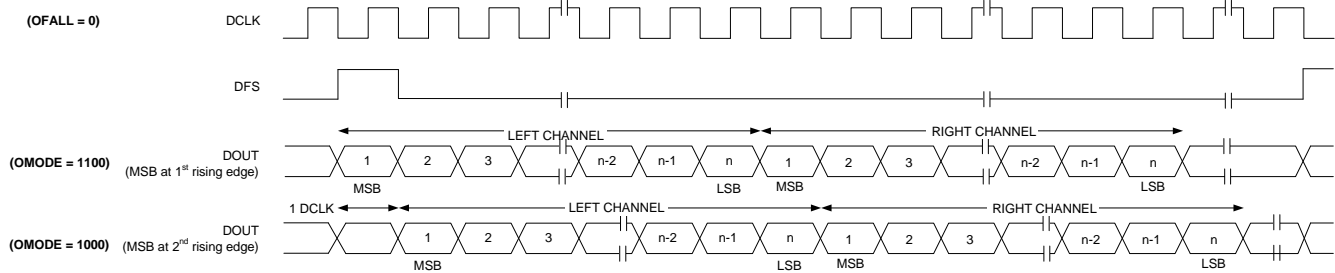 (OFALL = 0) DCLK
DFS
LEFT CHANNEL RIGHT CHANNEL
(OMODE = 1100) DOUT (MSB at 1st rising edge) 1 2 3 n-2 n-1 n 1 2 3 n-2 n-1 n
MSB LSB MSB LSB
1 DCLK LEFT CHANNEL RIGHT CHANNEL
(OMODE = 1000) DOUT (MSB at 2nd rising edge) 1 2 3 n-2 n-1 n 1 2 3 n-2 n-1 n
MSB LSB MSB LSB